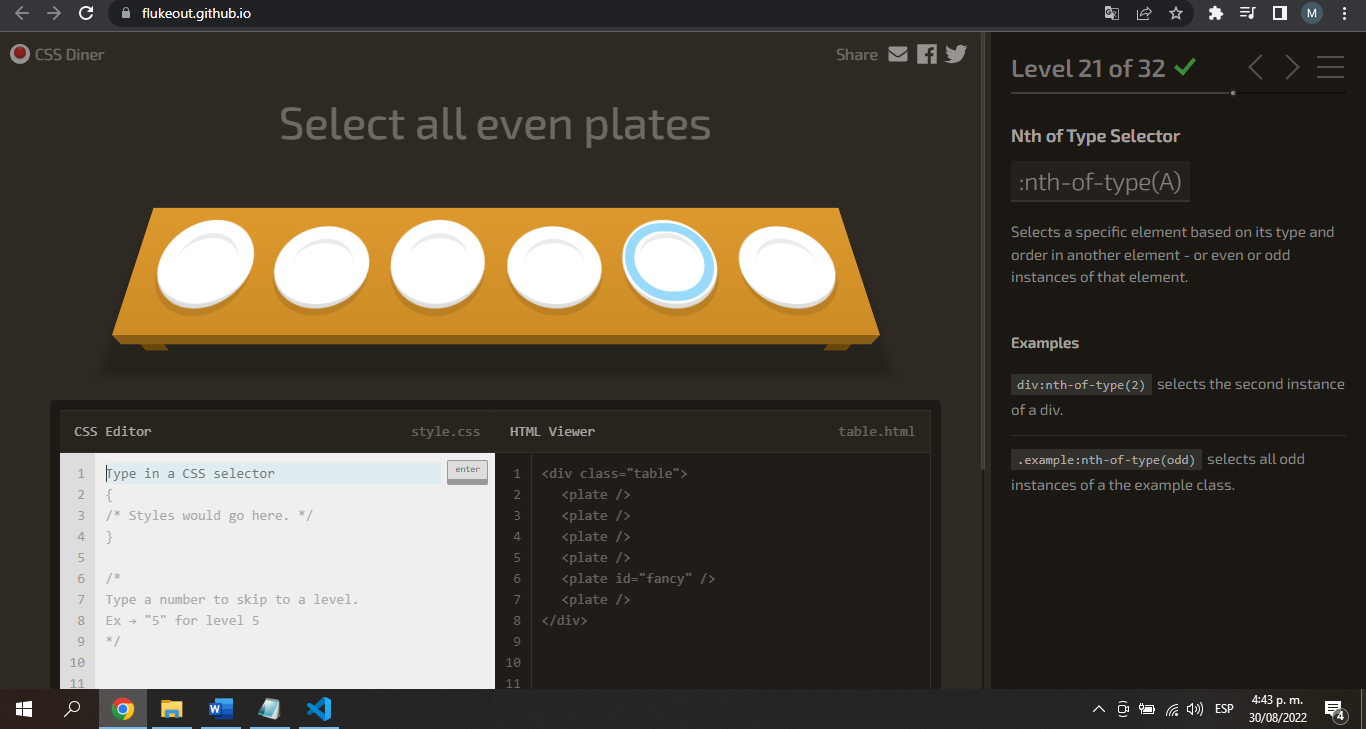 flukeout.github.io
M
CSS Diner
Share
Select all even plates
CSS Editor style.css
1 Type in a CSS selector enter
2 {
3 /* Styles would go here. */
4 }
5
6 /*
7 Type a number to skip to a level.
8 Ex → "5" for level 5
9 */
10
11
HTML Viewer table.html
1 <div class="table">
2 <plate />
3 <plate />
4 <plate />
5 <plate />
6 <plate id="fancy" />
7 <plate />
8 </div>
9
10
11
Level 21 of 32
Nth of Type Selector
:nth-of-type(A)
Selects a specific element based on its type and
order in another element - or even or odd
instances of that element.
Examples
div:nth-of-type(2) selects the second instance
of a div.
.example:nth-of-type(odd) selects all odd
instances of a the example class.
W
ESP
4:43 p. m.
30/08/2022
4